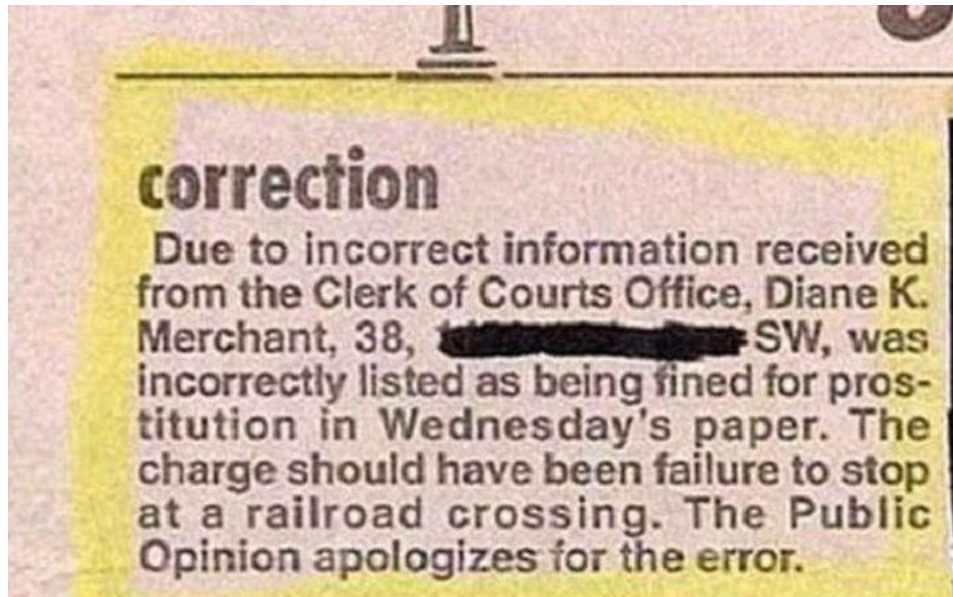 correction
Due to incorrect information received
from the Clerk of Courts Office, Diane K.
Merchant, 38, SW, was
incorrectly listed as being fined for pros-
titution in Wednesday's paper. The
charge should have been failure to stop
at a railroad crossing. The Public
Opinion apologizes for the error.